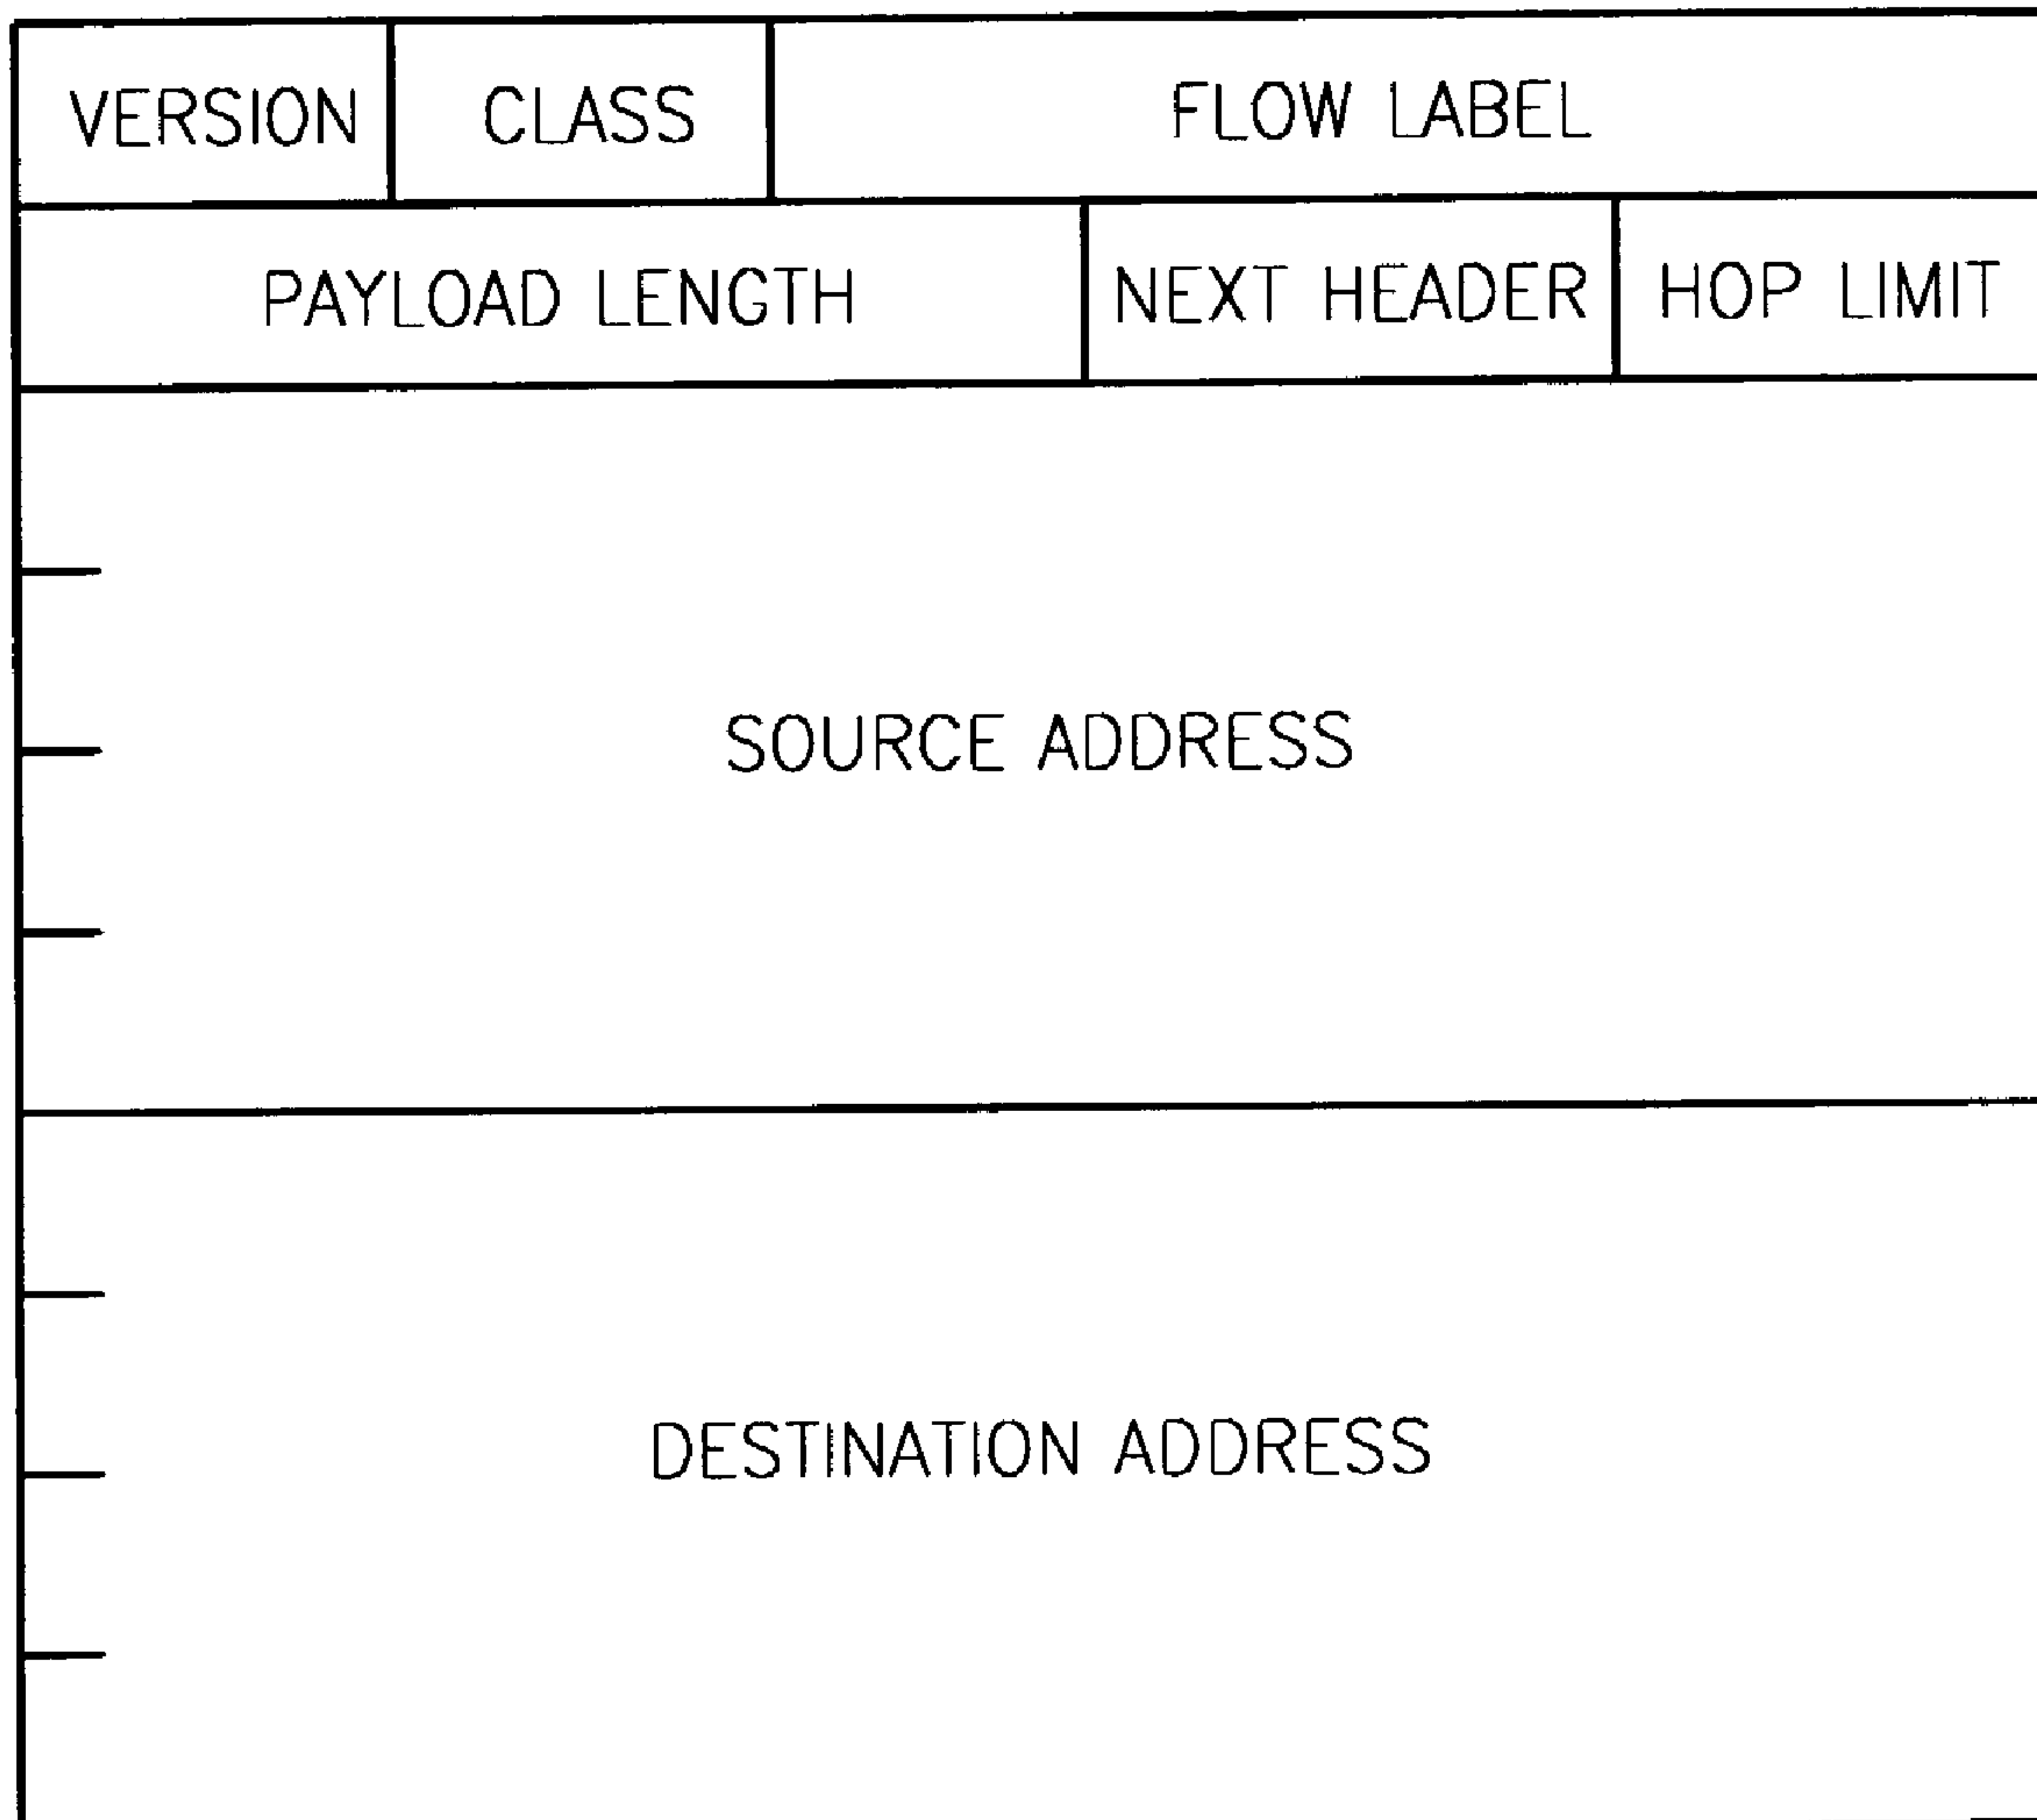 VERSION CLASS FLOW LABEL
PAYLOAD LENGTH NEXT HEADER HOP LIMIT
SOURCE ADDRESS
DESTINATION ADDRESS